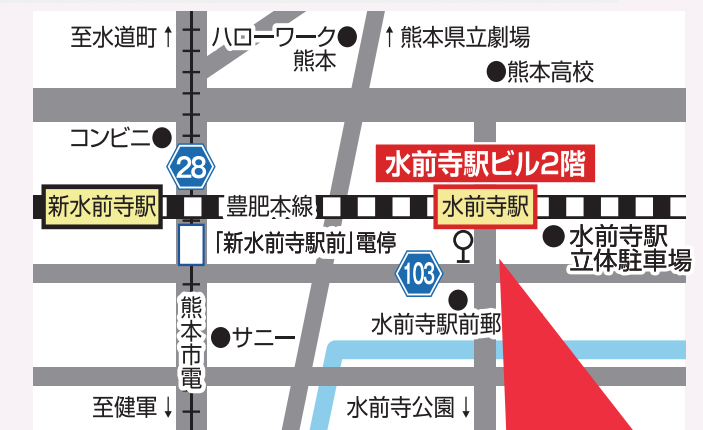 至水道町↑
ハローワーク
熊本
↑熊本県立劇場
熊本高校
コンビニ
28
水前寺駅ビル2階
新水前寺駅
豊肥本線
水前寺駅
「新水前寺駅前」電停
水前寺駅
立体駐車場
103
熊本市電
サニー
水前寺駅前郵
至健軍↓
水前寺公園↓